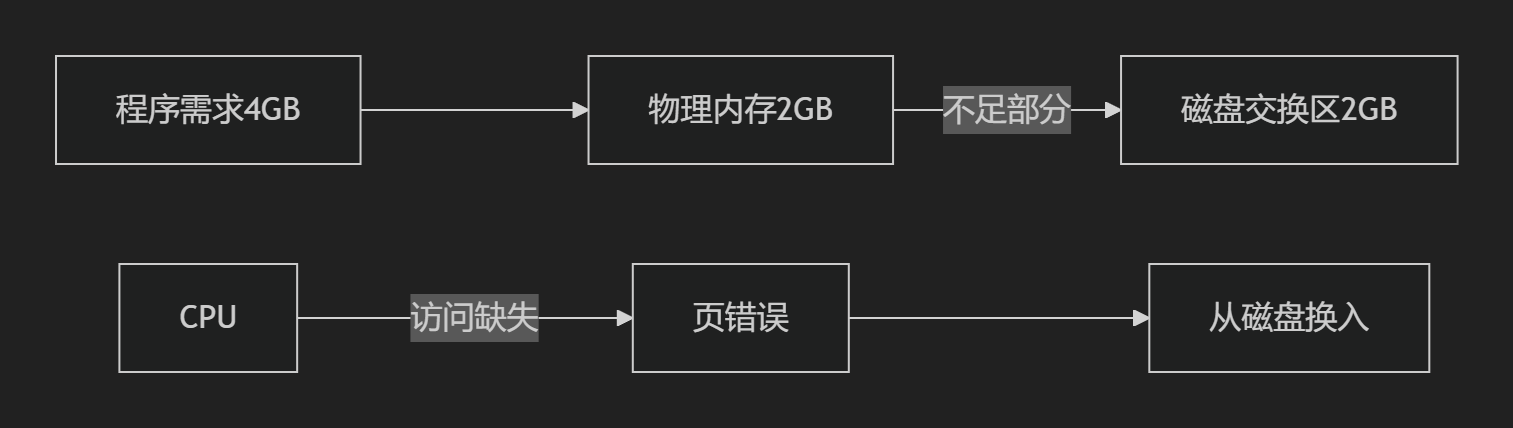 程序需求4GB
物理内存2GB
不足部分
磁盘交换区2GB
CPU
访问缺失
页错误
从磁盘换入